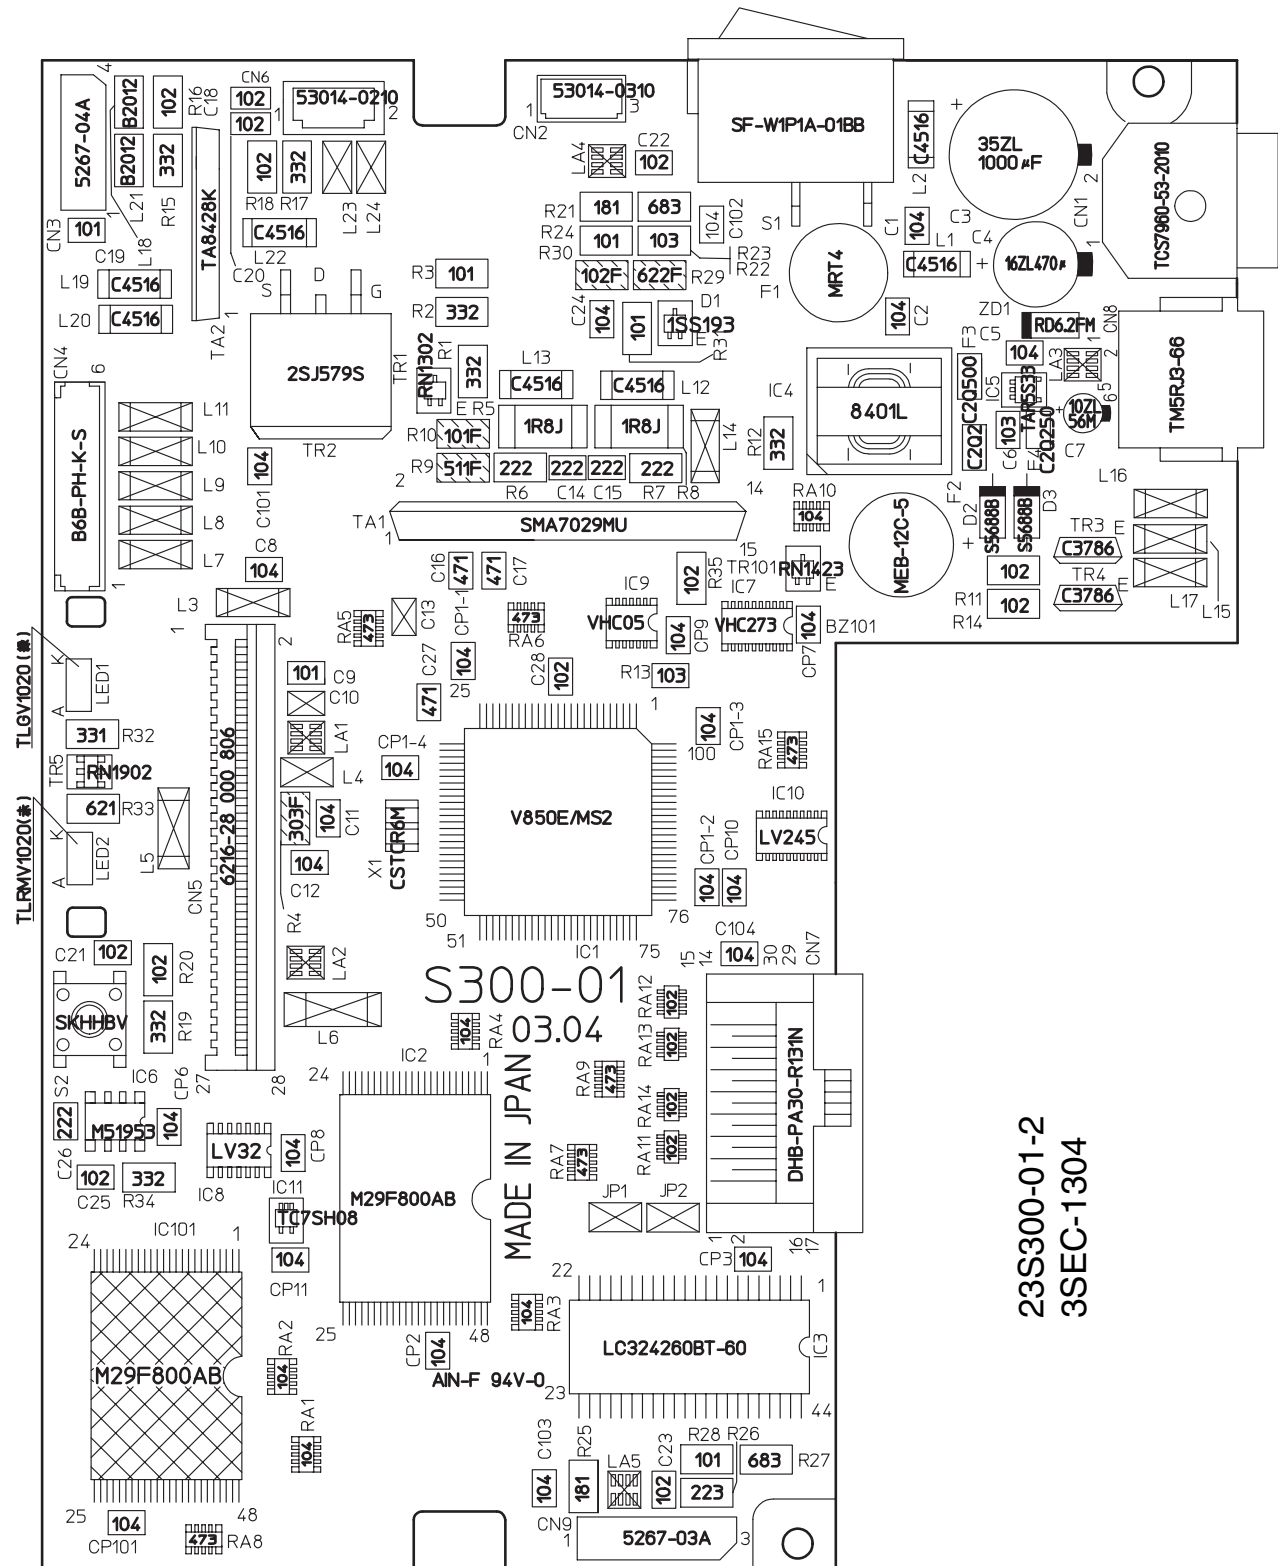 4
5267-04A
B2012
102
R16
C18
CN6
102
102
1
53014-0210
2
1
53014-0310
3
CN2
SF-W1P1A-01BB
C4516
L2
+
35ZL
1000µF
2
CN1
1
TCS7960-53-2010
B2012
332
R15
L21
L18
1
101
CN3
C19
TA8428K
102
332
R18
R17
L23
L24
C4516
L22
C20
LA4
C22
102
R21
181
683
104
C102
S1
R24
101
103
R23
R22
R30
102F
622F
R29
C1
104
C3
C4
L1
C4516
+
16ZL470µ
MRT4
F1
L19
C4516
L20
C4516
TA2
1
S
D
G
R3
101
R2
332
C24
104
101
D1
1SS193
E
R31
104
C2
ZD1
RD6.2FM
C5
CN8
CN4
6
B6B-PH-K-S
1
2SJ579S
TR1
TR2
RN1302
R1
E
332
L13
C4516
C4516
L12
R5
1R8J
1R8J
L14
R10
101F
R9
511F
2
222
222
222
222
R6
C14
C15
R7
R8
14
R12
332
IC4
8401L
F3
C2Q500
104
IC5
TAR5S33
LA3
1
2
5
6
10ZL
56M
+
C7
C2Q2
103
C6
C2Q250
F4
TM5RJ3-66
L11
L10
L9
L8
L7
104
C101
C8
104
L3
TA1
1
SMA7029MU
15
RA10
104
F2
D2
D3
S5688B
S5688B
+
MEB-12C-5
L16
TR3
E
C3786
TR4
E
C3786
102
R11
102
R14
L17
L15
C16
471
471
C17
102
R35
TR101
RN1423
E
IC9
VHC05
IC7
VHC273
104
CP9
CP7
104
BZ101
1
2
RA5
473
C13
CP1-1
104
473
RA6
C28
102
R13
103
TLGV1020
K
A
LED1
101
C9
C10
C27
471
25
1
100
104
CP1-3
RA15
473
331
R32
TR5
RN1902
621
R33
6216-28 000 806
LA1
L4
CP1-4
104
V850E/MS2
IC10
LV245
TLRMV1020
K
A
LED2
L5
CN5
303F
104
C11
104
C12
X1
CSTCR6M
R4
50
51
IC1
75
76
CP1-2
CP10
104
104
C104
104
15
14
30
29
CN7
C21
102
102
R20
332
R19
SKHHBV
S2
LA2
L6
S300-01
03.04
104
RA4
RA12
102
RA13
102
RA9
473
RA14
102
RA11
102
RA7
473
DHB-PA30-R131N
IC6
CP6
27
28
24
IC2
1
222
C26
M51953
104
102
C25
332
R34
LV32
IC8
104
CP8
IC11
TC7SH08
104
CP11
M29F800AB
MADE IN JPAN
JP1
JP2
1
2
16
17
CP3
104
23S300-01-2
3SEC-1304
IC101
24
1
M29F800AB
25
48
104
CP101
473
RA8
RA2
104
RA1
104
25
48
CP2
104
AIN-F 94V-0
104
RA3
22
1
LC324260BT-60
IC3
23
44
C103
104
R25
181
LA5
C23
102
R28
101
R26
683
R27
223
CN9
1
5267-03A
3